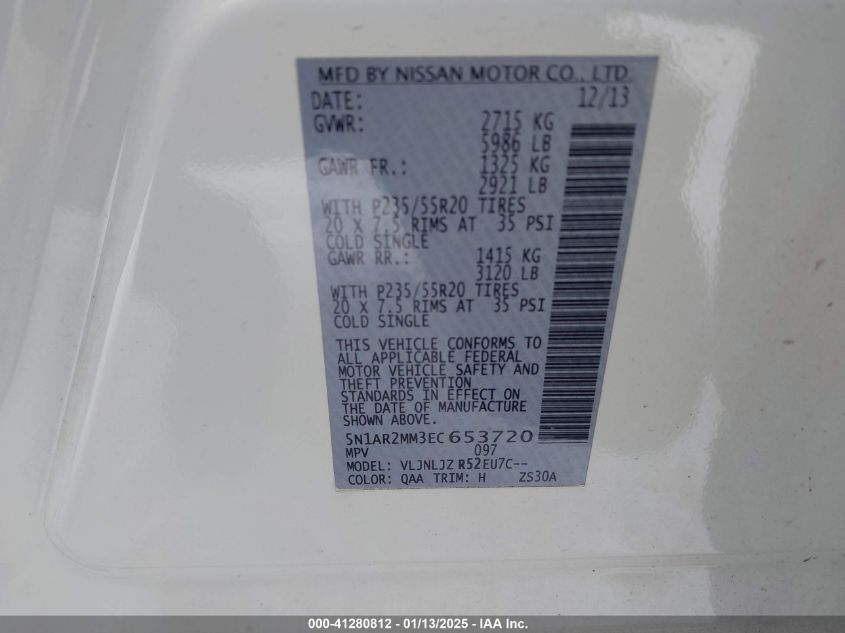 MFD BY NISSAN MOTOR CO., LTD.
DATE: 12/13
GVWR: 2715 KG
5986 LB
GAWR FR.: 1325 KG
2921 LB
WITH P235/55R20 TIRES
20 X 7.5 RIMS AT 35 PSI
COLD SINGLE
GAWR RR.: 1415 KG
3120 LB
WITH P235/55R20 TIRES
20 X 7.5 RIMS AT 35 PSI
COLD SINGLE
THIS VEHICLE CONFORMS TO
ALL APPLICABLE FEDERAL
MOTOR VEHICLE SAFETY AND
THEFT PREVENTION
STANDARDS IN EFFECT ON
THE DATE OF MANUFACTURE
SHOWN ABOVE.
5N1AR2MM3EC653720
MPV 097
MODEL: VLJNLJZ R52EU7C--
COLOR: QAA TRIM: H ZS30A
000-41280812 - 01/13/2025 - IAA Inc.